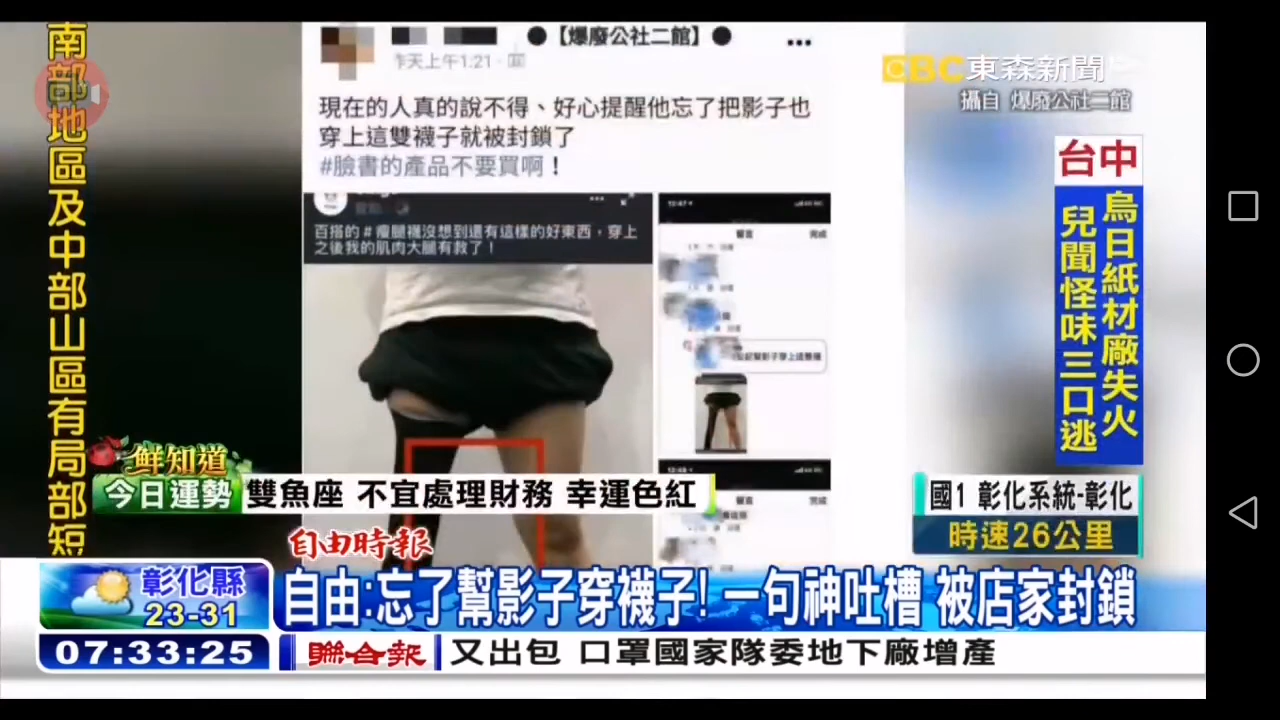 南部地區及中部山區有局部短
【爆廢公社二館】
昨天上午1:21
現在的人真的說不得、好心提醒他忘了把影子也
穿上這雙襪子就被封鎖了
#臉書的產品不要買啊！
百搭的#瘦腿襪沒想到還有這樣的好東西，穿上
之後我的肌肉大腿有救了！
留言
完成
EBC東森新聞
攝自 爆廢公社二館
台中
烏日紙材廠失火
兒聞怪味三口逃
鮮知道
今日運勢
雙魚座 不宜處理財務 幸運色紅
國1 彰化系統-彰化
時速26公里
自由時報
彰化縣
23-31
自由:忘了幫影子穿襪子! 一句神吐槽 被店家封鎖
07:33:25
聯合報
又出包 口罩國家隊委地下廠增產